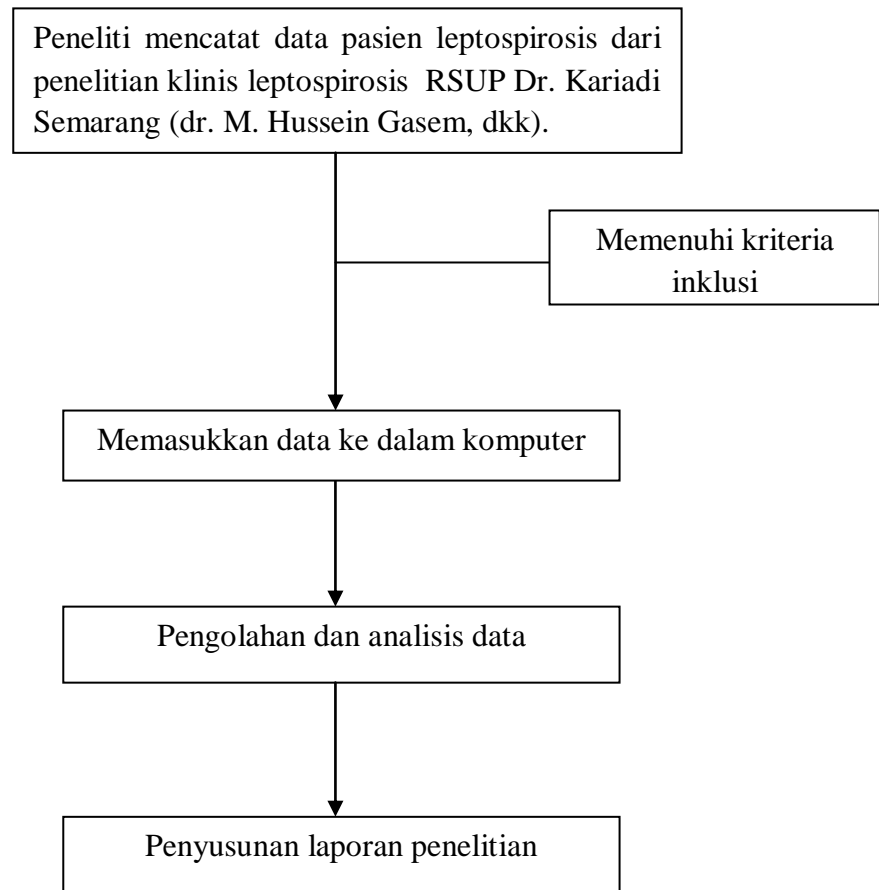 Peneliti mencatat data pasien leptospirosis dari
penelitian klinis leptospirosis RSUP Dr. Kariadi
Semarang (dr. M. Hussein Gasem, dkk).
Memenuhi kriteria
inklusi
Memasukkan data ke dalam komputer
Pengolahan dan analisis data
Penyusunan laporan penelitian